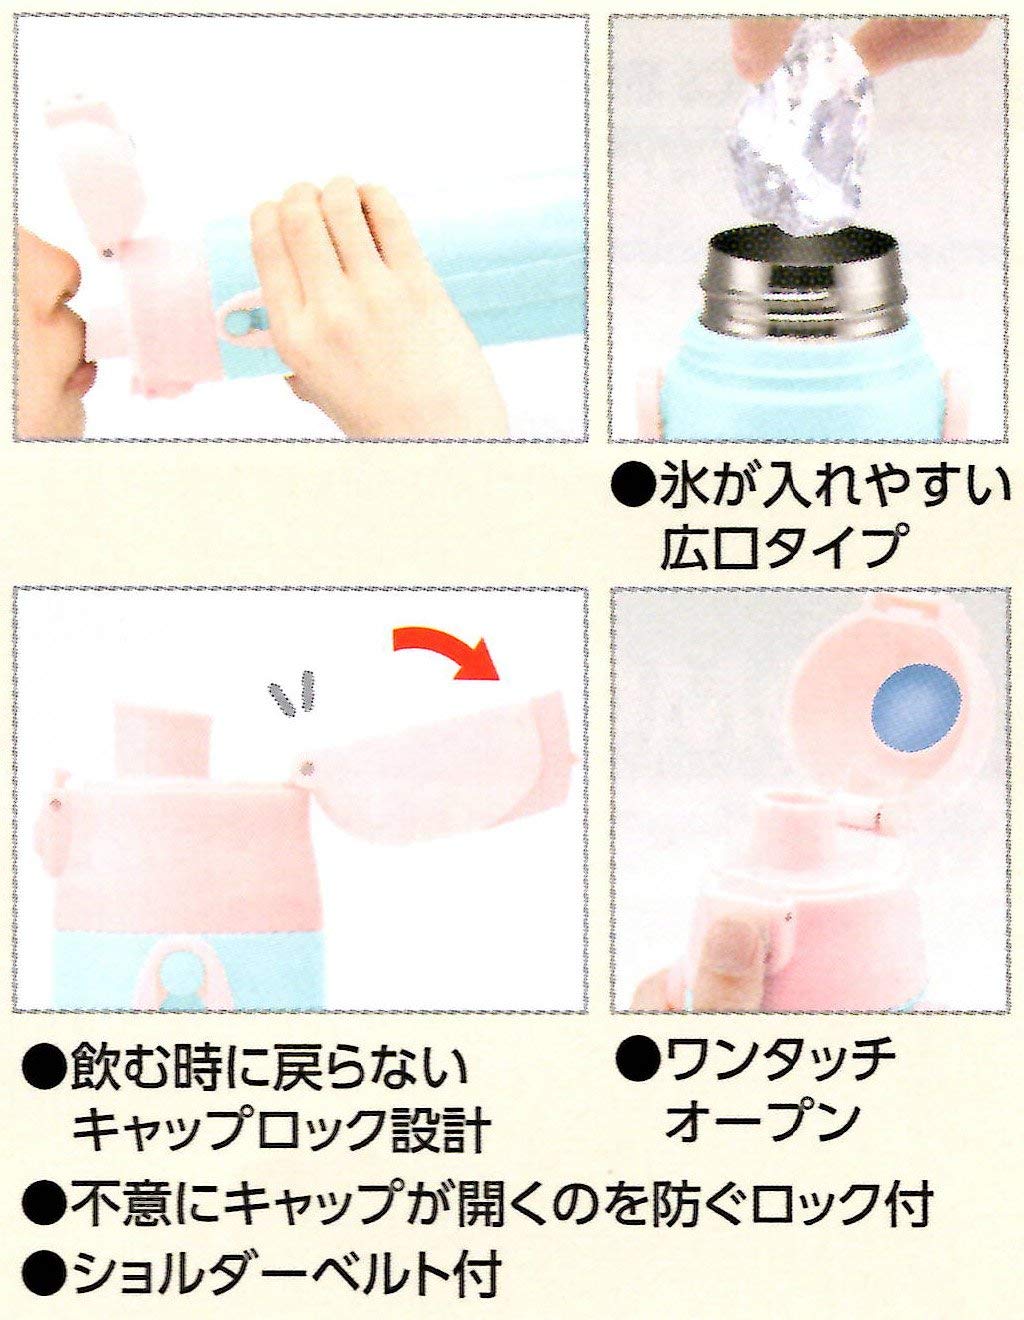 ●氷が入れやすい
広口タイプ
●飲む時に戻らない
キャップロック設計
●ワンタッチ
オープン
●不意にキャップが開くのを防ぐロック付
●ショルダーベルト付